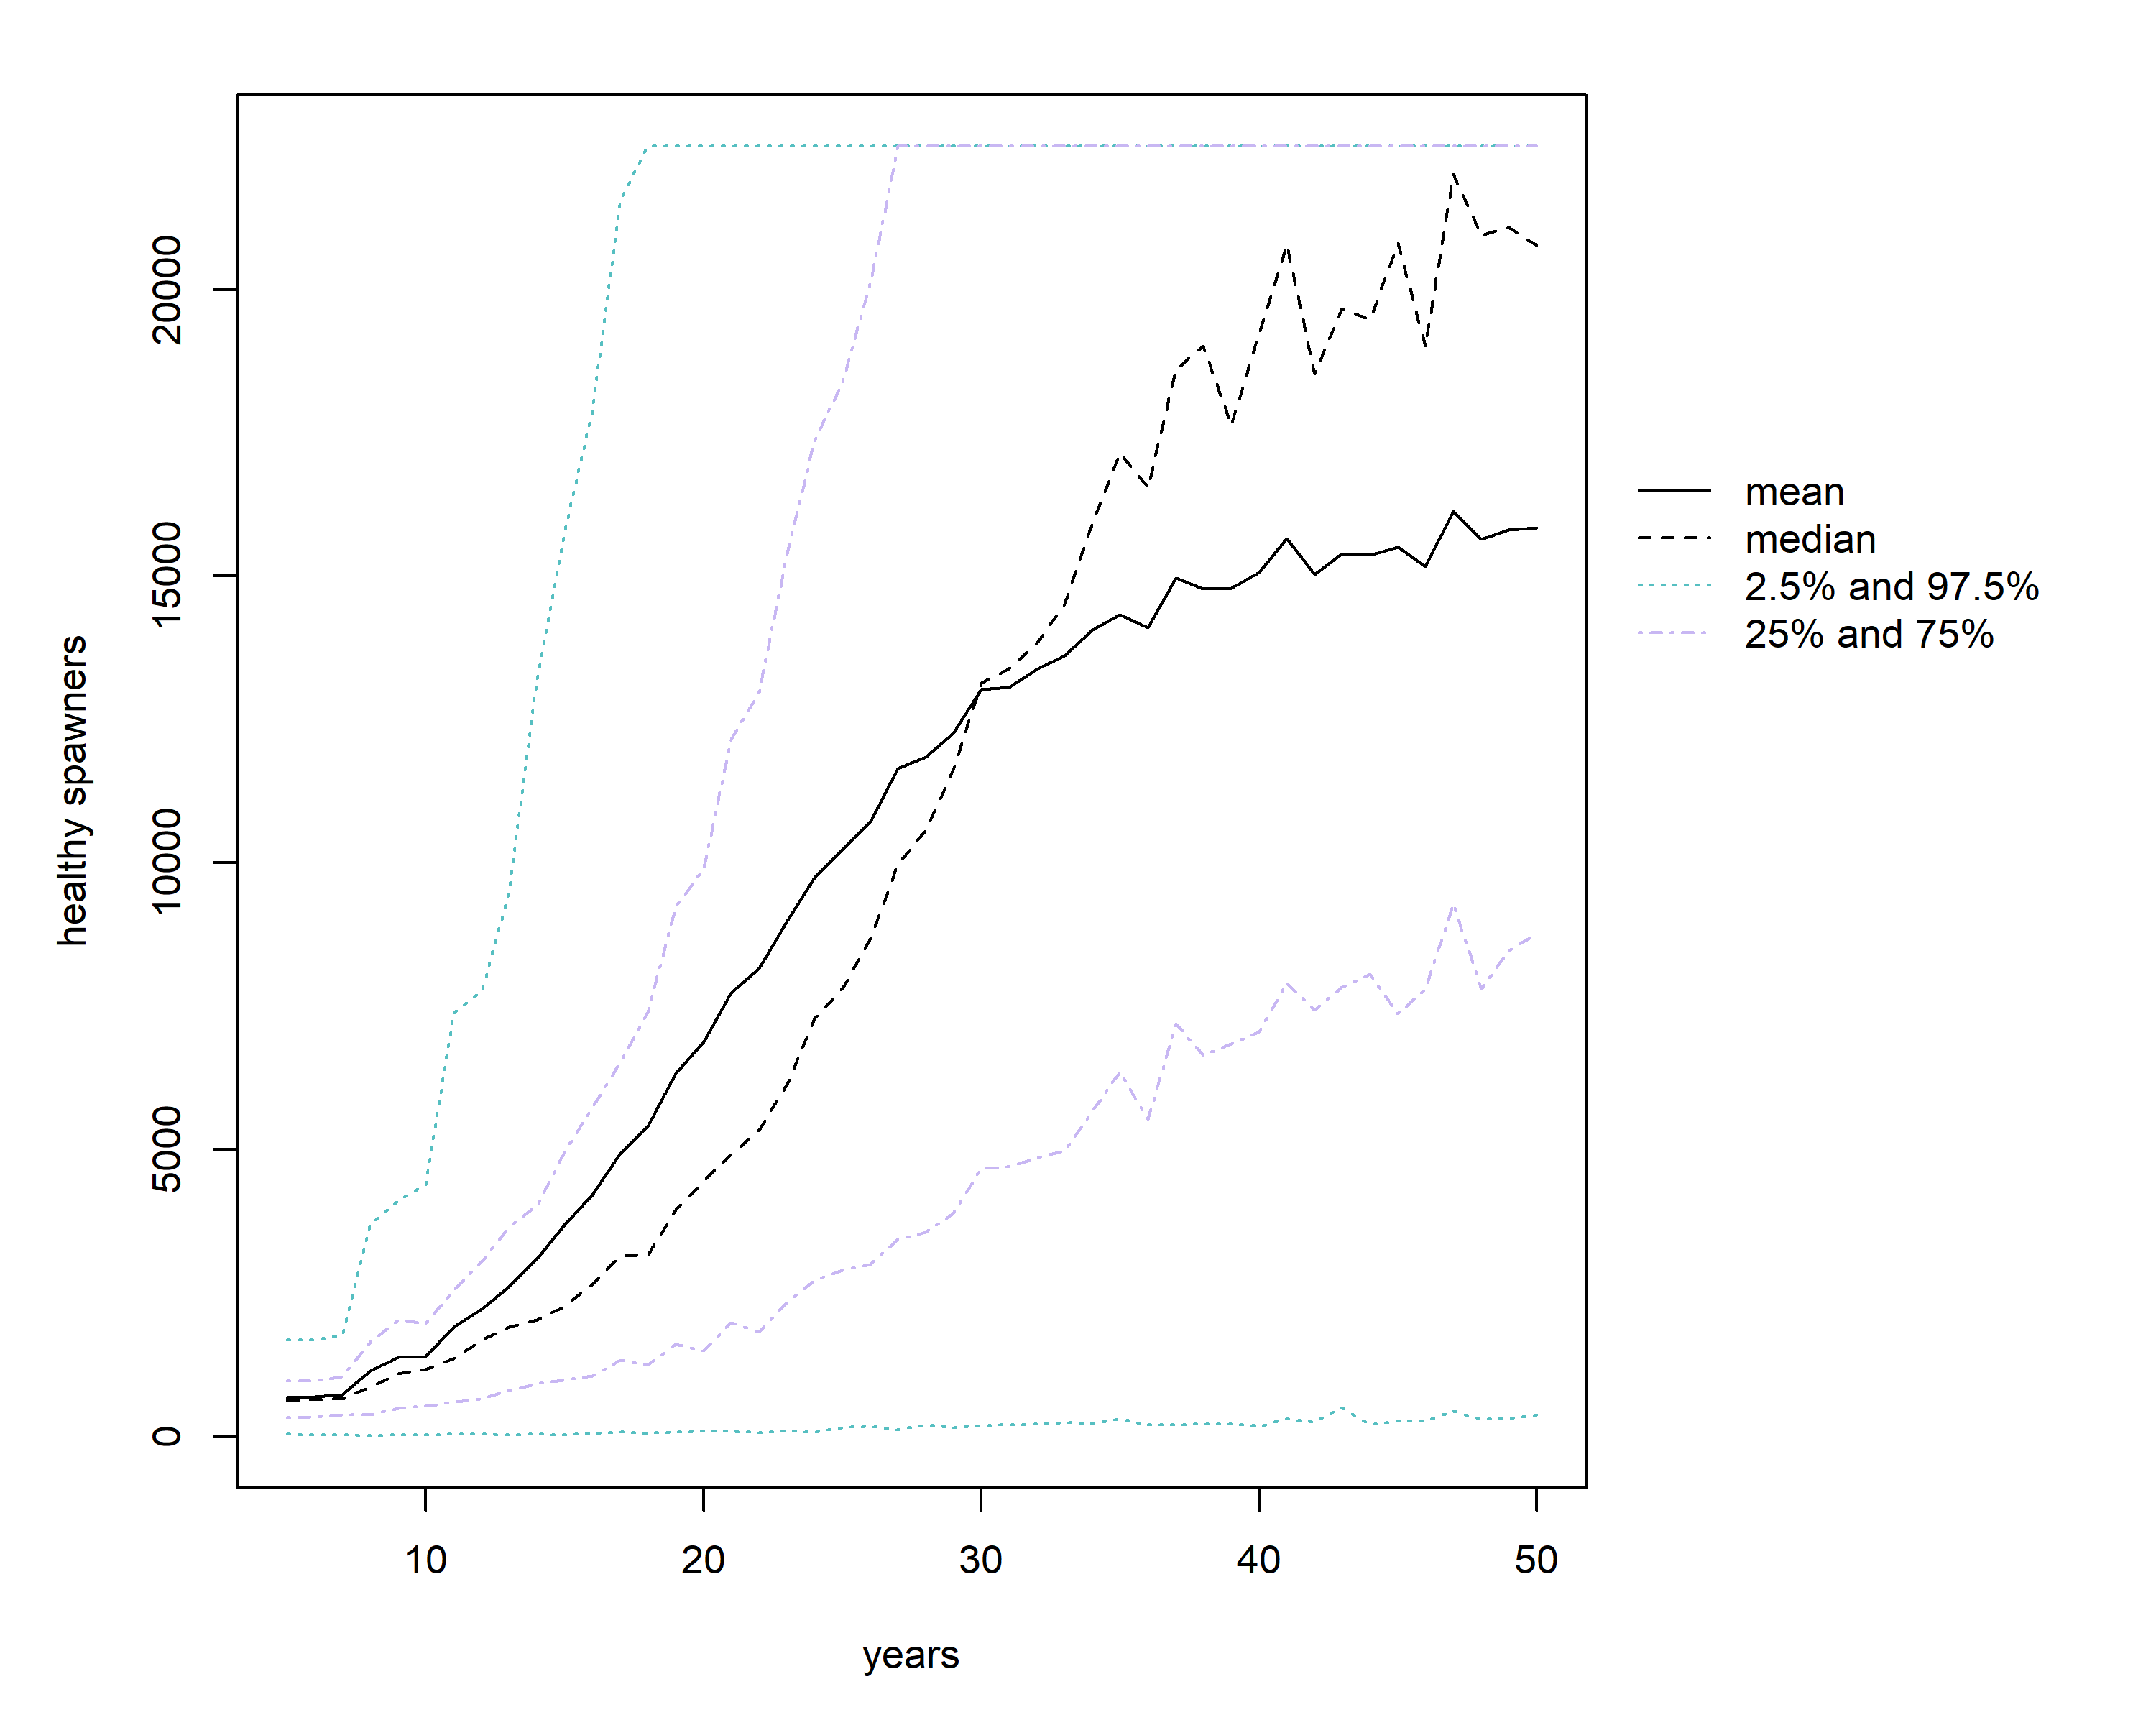 20000
15000
10000
5000
0
healthy spawners
10 20 30 40 50
years
mean
median
2.5% and 97.5%
25% and 75%